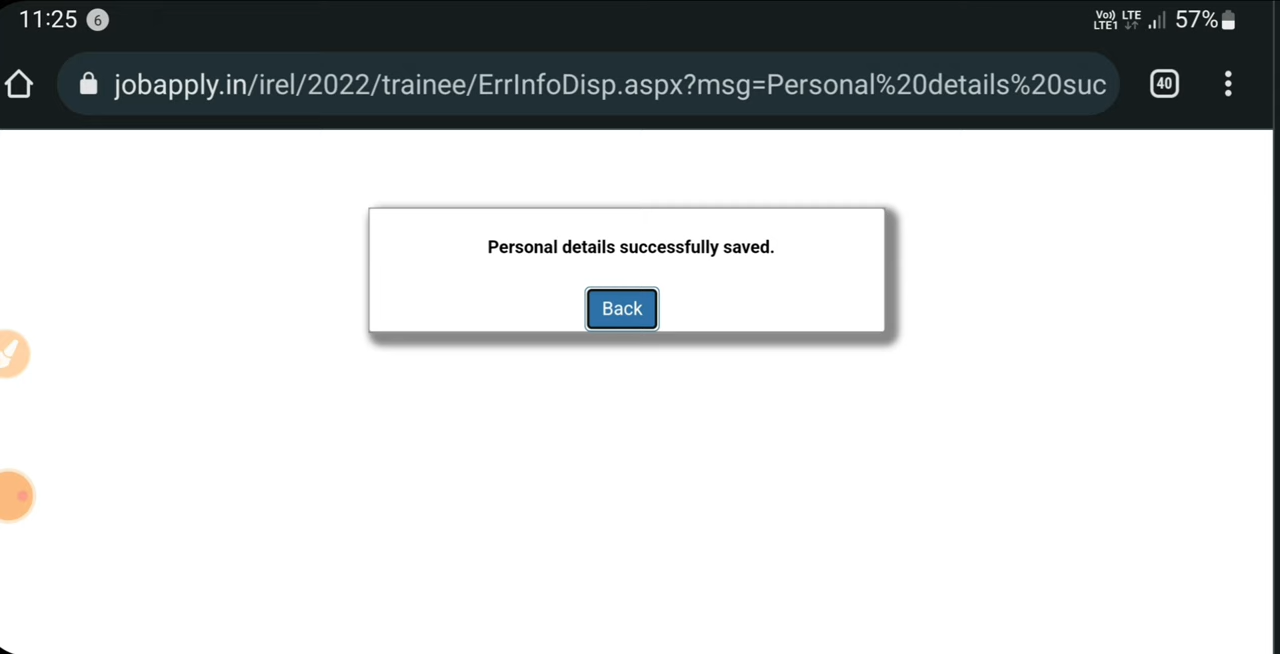 11:25 6 Vo)) LTE LTE1 57%
jobapply.in/irel/2022/trainee/ErrInfoDisp.aspx?msg=Personal%20details%20suc 40
Personal details successfully saved.
Back